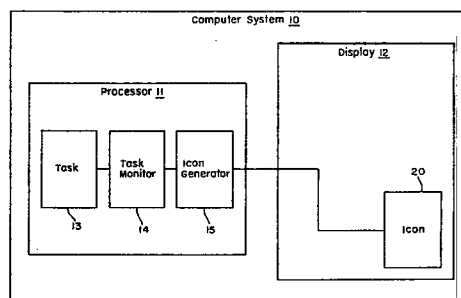 Computer System 10
Display 12
Processor 11
Task
Task Monitor
Icon Generator
13
14
15
20
Icon